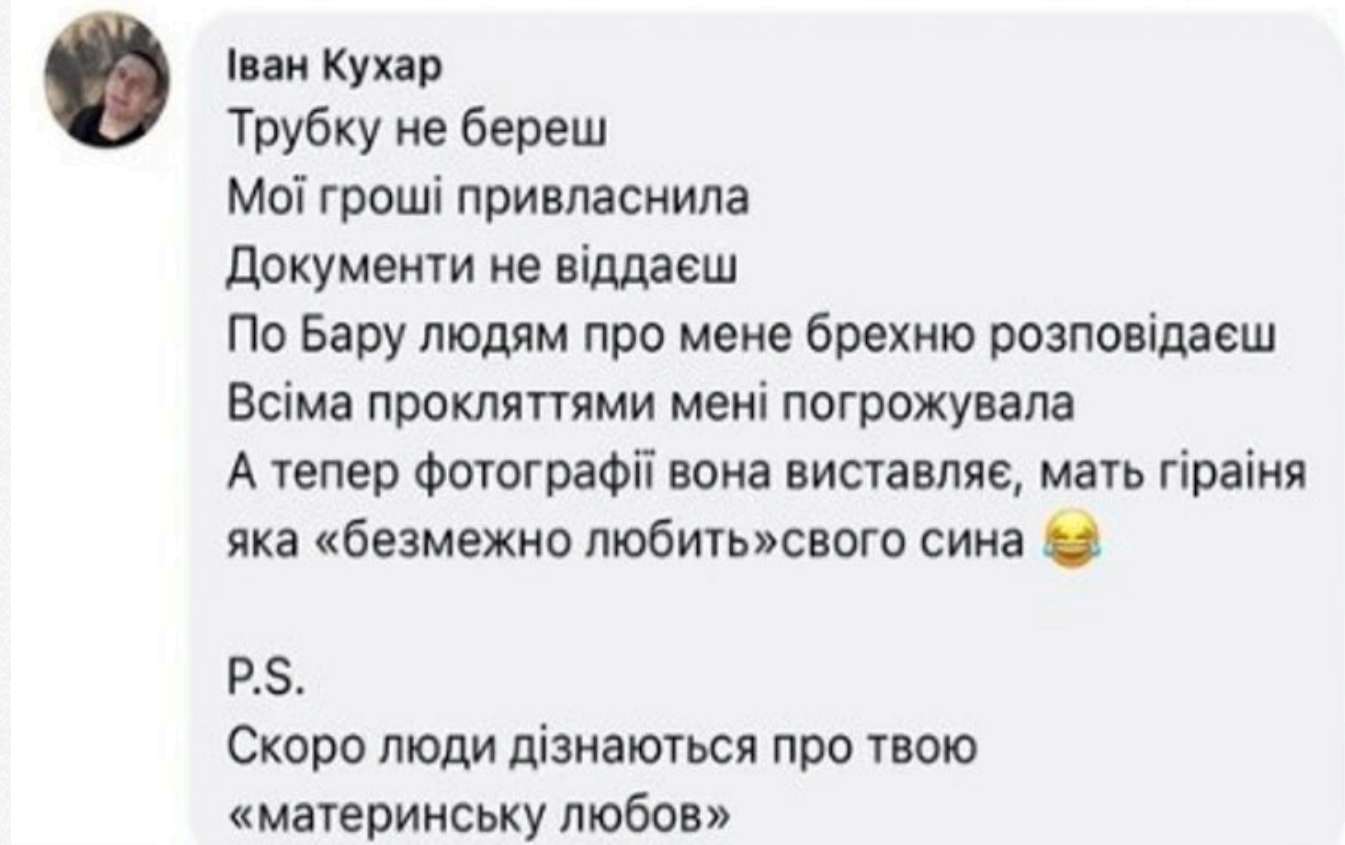 Іван Кухар
Трубку не береш
Мої гроші привласнила
Документи не віддаєш
По Бару людям про мене брехню розповідаєш
Всіма прокляттями мені погрожувала
А тепер фотографії вона виставляє, мать гіраіня
яка «безмежно любить»свого сина 😂
P.S.
Скоро люди дізнаються про твою
«материнську любов»